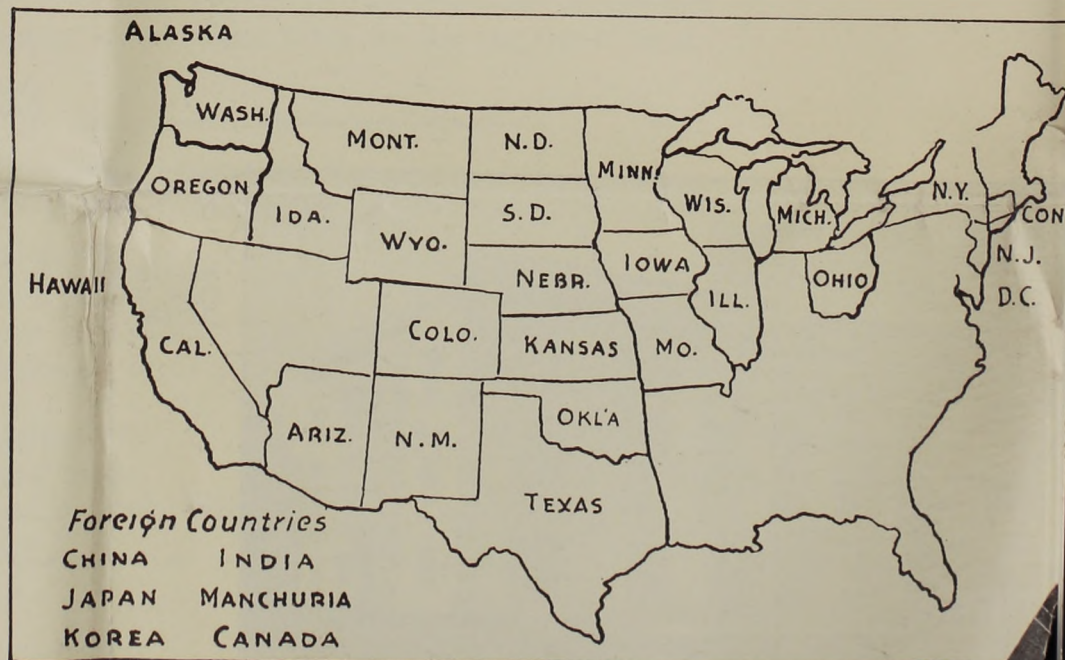 ALASKA
WASH.
MONT.
N.D.
MINN.
OREGON
IDA.
S.D.
WIS.
MICH.
N.Y.
CON
WYO.
HAWAII
NEBR.
IOWA
OHIO
N.J.
ILL.
D.C.
CAL.
COLO.
KANSAS
MO.
ARIZ.
N.M.
OKL'A
TEXAS
Foreign Countries
CHINA INDIA
JAPAN MANCHURIA
KOREA CANADA